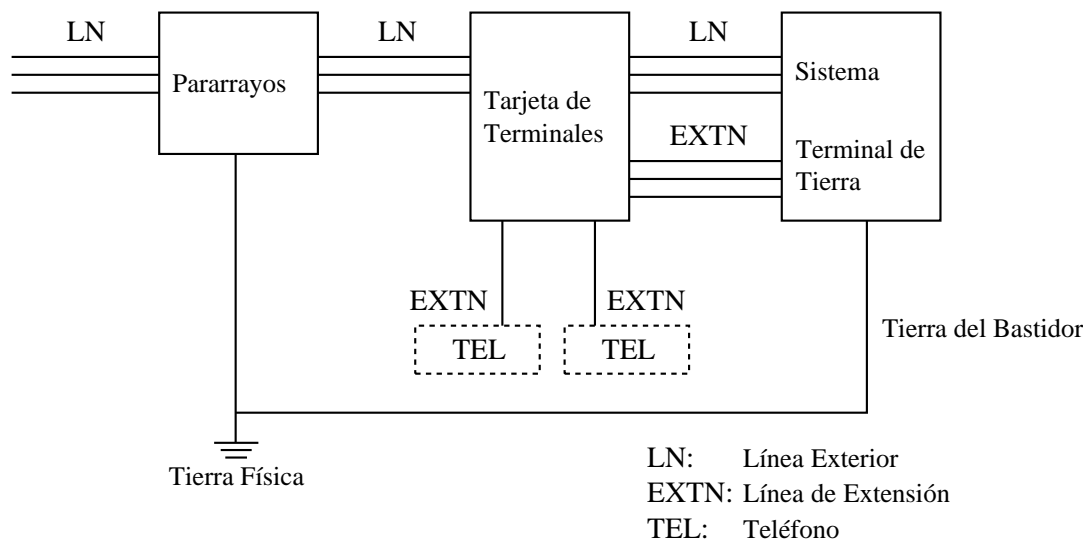 LN
LN
LN
Pararrayos
Tarjeta de
Terminales
Sistema
EXTN
Terminal de
Tierra
EXTN
EXTN
TEL
TEL
Tierra del Bastidor
Tierra Física
LN: Línea Exterior
EXTN: Línea de Extensión
TEL: Teléfono